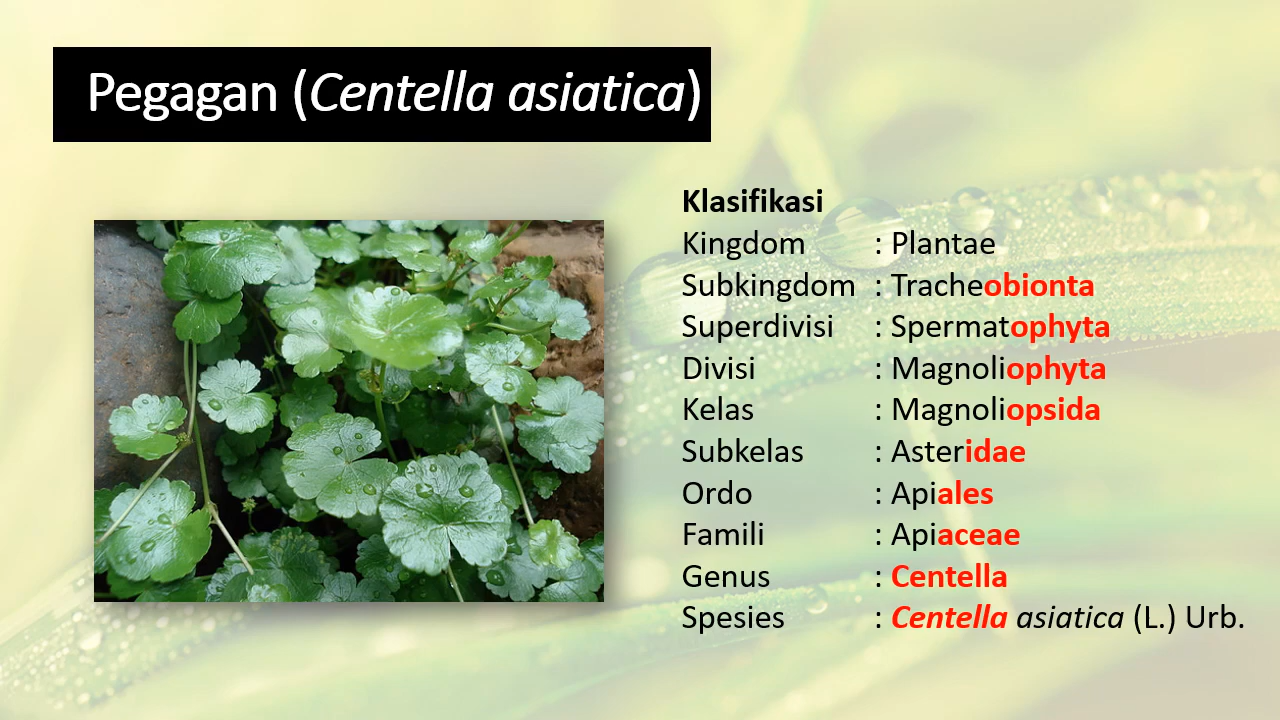 Pegagan (Centella asiatica)
Klasifikasi
Kingdom : Plantae
Subkingdom : Tracheobionta
Superdivisi : Spermatophyta
Divisi : Magnoliophyta
Kelas : Magnoliopsida
Subkelas : Asteridae
Ordo : Apiales
Famili : Apiaceae
Genus : Centella
Spesies : Centella asiatica (L.) Urb.